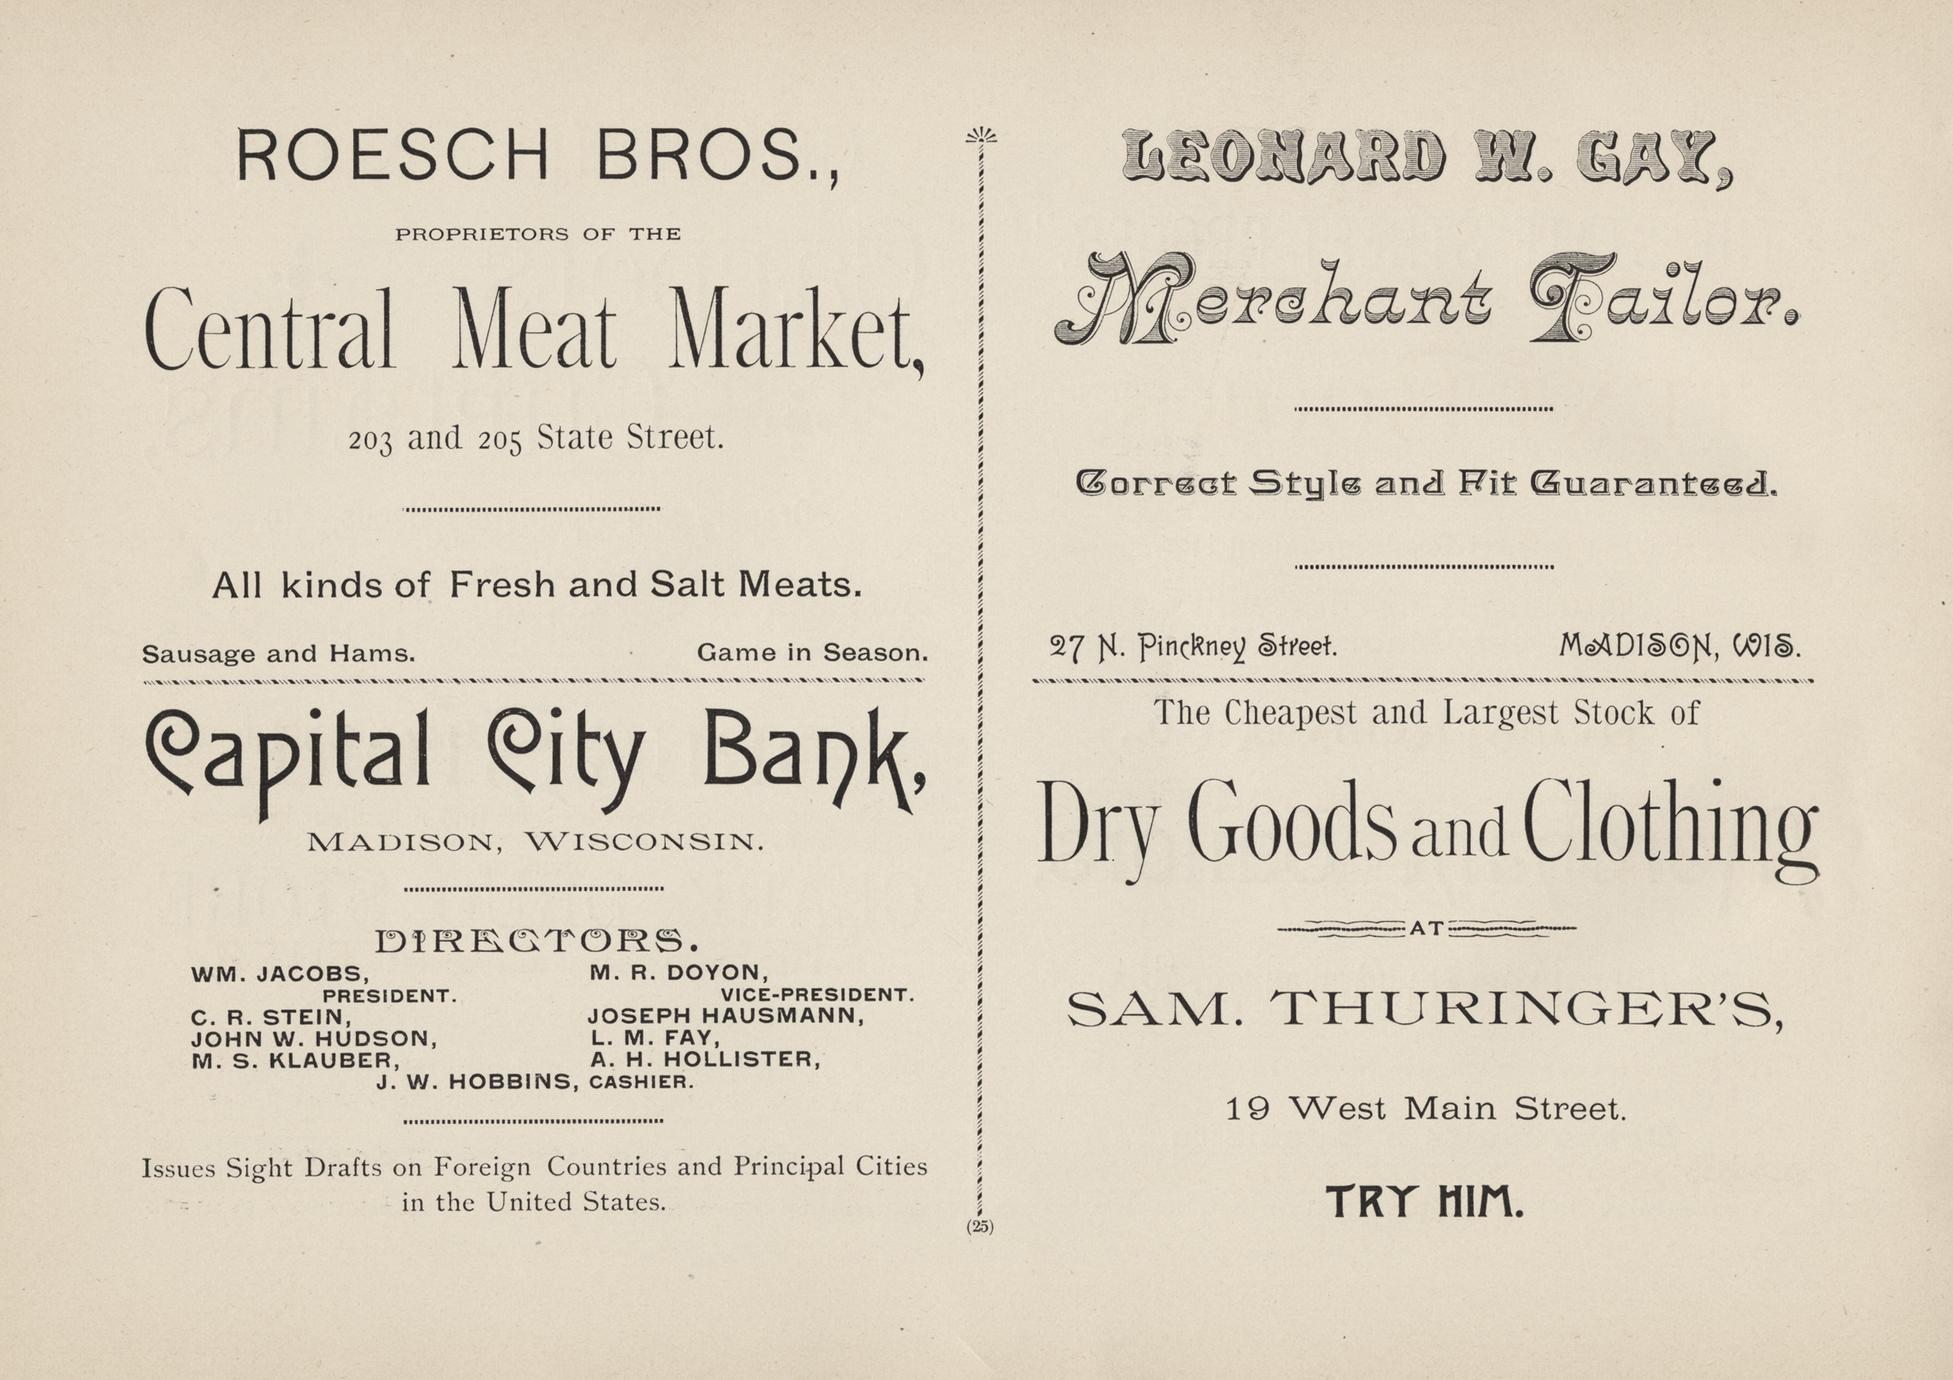 ROESCH BROS.,
PROPRIETORS OF THE
Central Meat Market,
203 and 205 State Street.
All kinds of Fresh and Salt Meats.
Sausage and Hams. Game in Season.
Capital City Bank,
MADISON, WISCONSIN.
DIRECTORS.
WM. JACOBS, M. R. DOYON,
PRESIDENT. VICE-PRESIDENT.
C. R. STEIN, JOSEPH HAUSMANN,
JOHN W. HUDSON, L. M. FAY,
M. S. KLAUBER, A. H. HOLLISTER,
J. W. HOBBINS, CASHIER.
Issues Sight Drafts on Foreign Countries and Principal Cities
in the United States.
LEONARD W. GAY,
Merchant Tailor.
Correct Style and Fit Guaranteed.
27 N. Pinckney Street. MADISON, WIS.
The Cheapest and Largest Stock of
Dry Goods and Clothing
AT
SAM. THURINGER'S,
19 West Main Street.
TRY HIM.
(25)